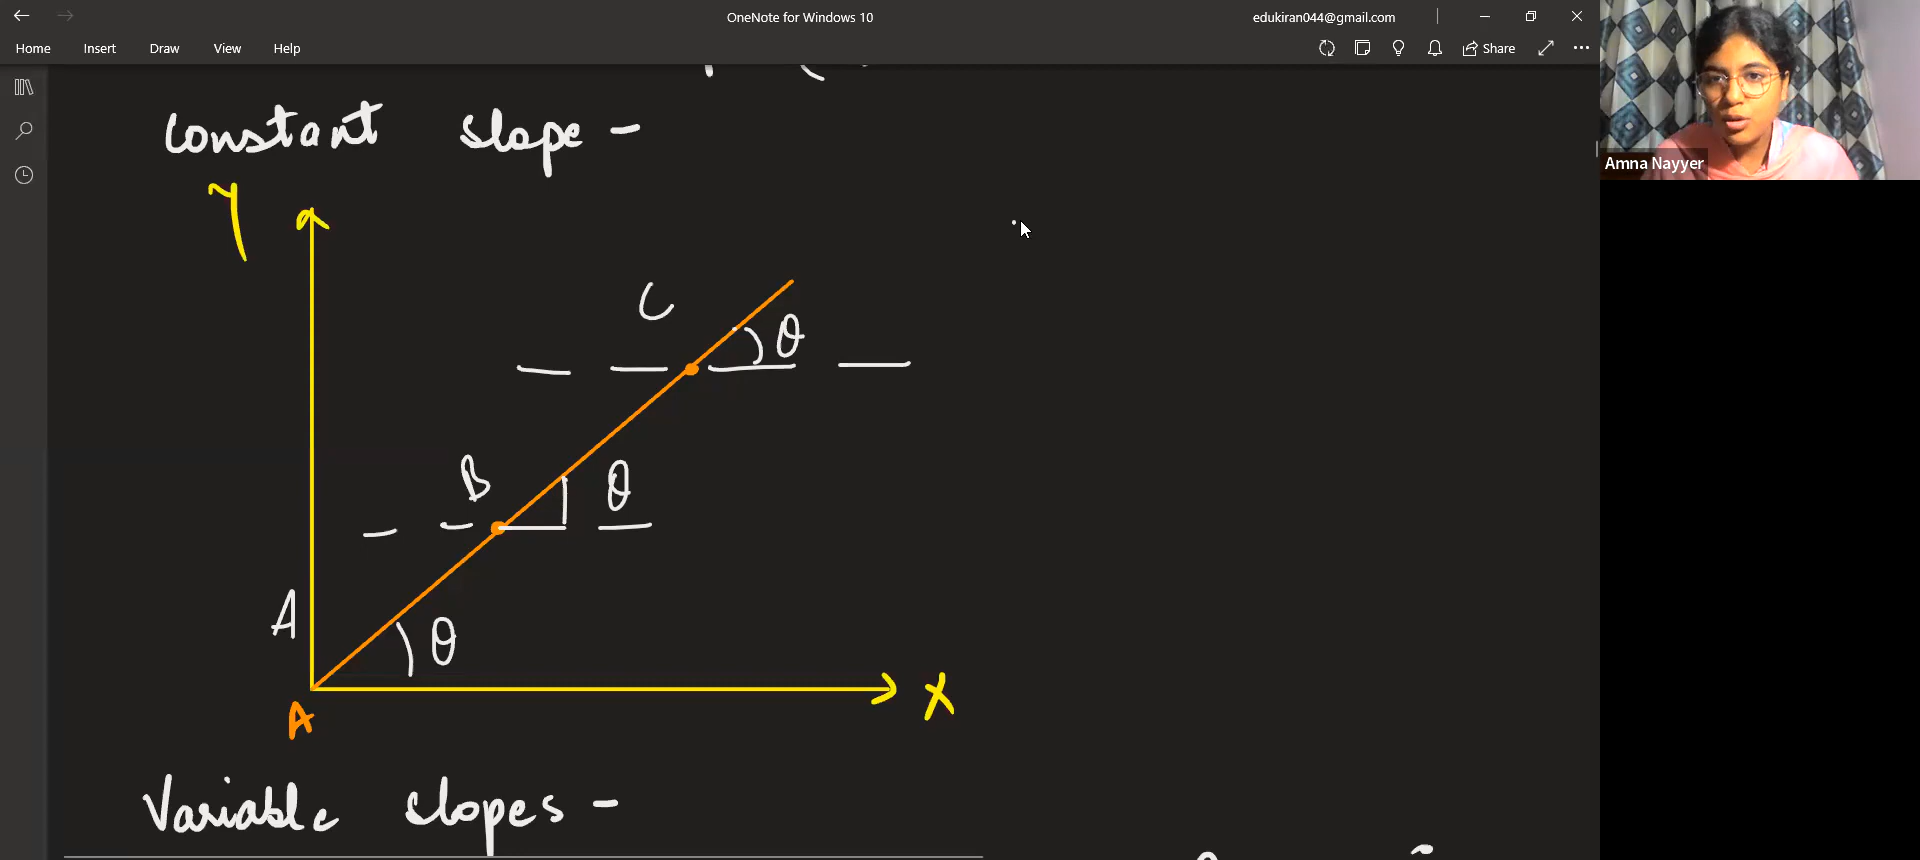 OneNote for Windows 10
edukiran044@gmail.com
Home Insert Draw View Help
Share
Amna Nayyer
Constant slope -
Y
C
θ
B
θ
A
θ
X
A
Variable slopes -